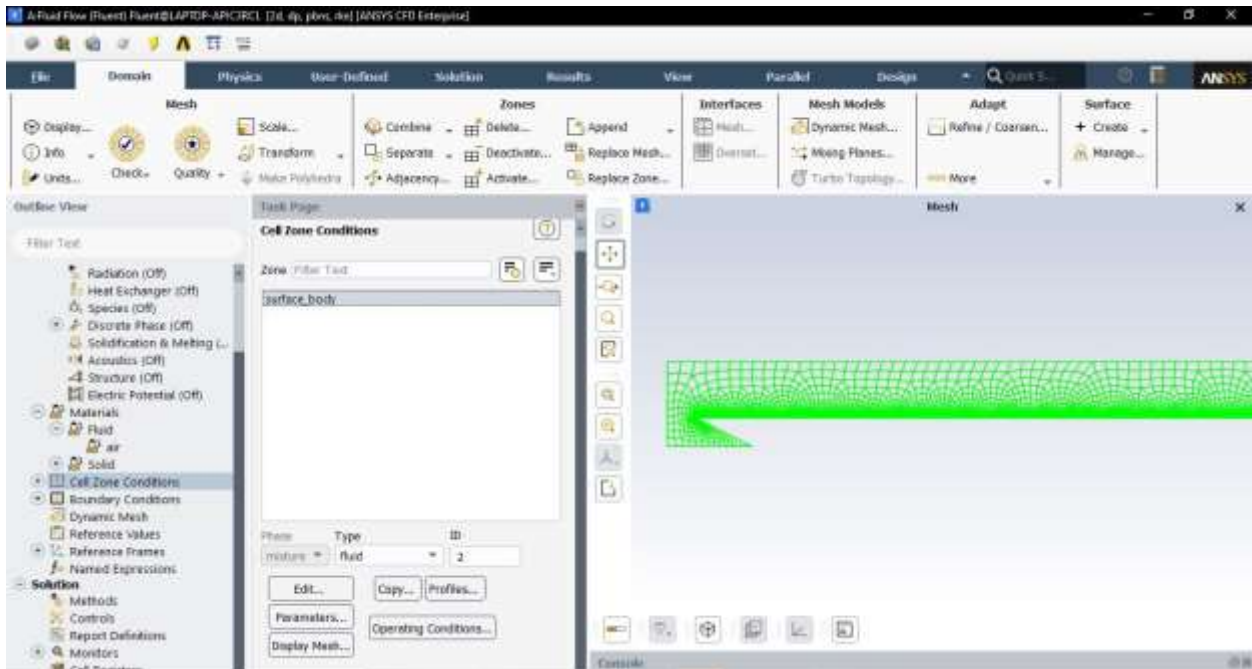 A:Fluid Flow (Fluent) Fluent@LAPTOP-APIC3RCL [2d, dp, pbns, rke] [ANSYS CFD Enterprise]
File Domain Physics User-Defined Solution Results View Parallel Design Quick S... ANSYS
Mesh Zones Interfaces Mesh Models Adapt Surface
Display... Scale... Combine Delete... Append Mesh... Dynamic Mesh... Refine / Coarsen... + Create
Info Transform Separate Deactivate... Replace Mesh... Overset... Mixing Planes... Manage...
Units... Check Quality Make Polyhedra Adjacency... Activate... Replace Zone... Turbo Topology... More
Outline View
Filter Text
Radiation (Off)
Heat Exchanger (Off)
Species (Off)
Discrete Phase (Off)
Solidification & Melting (...
Acoustics (Off)
Structure (Off)
Electric Potential (Off)
Materials
Fluid
air
Solid
Cell Zone Conditions
Boundary Conditions
Dynamic Mesh
Reference Values
Reference Frames
Named Expressions
Solution
Methods
Controls
Report Definitions
Monitors
Cell Registers
Task Page
Cell Zone Conditions
Zone Filter Text
surface_body
Phase Type ID
mixture fluid 2
Edit... Copy... Profiles...
Parameters... Operating Conditions...
Display Mesh...
Mesh
Console